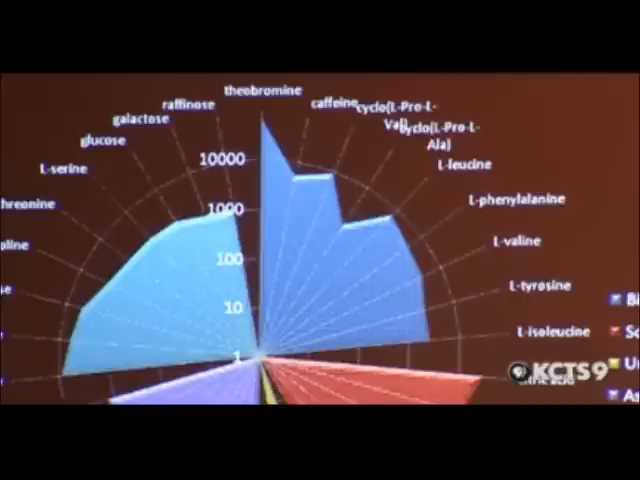 theobromine
raffinose
caffeine
cyclo(L-Pro-L-
Val)
galactose
cyclo(L-Pro-L-
Ala)
glucose
10000
L-leucine
L-serine
L-phenylalanine
1000
L-valine
100
L-tyrosine
10
L-isoleucine
1
KCTS9